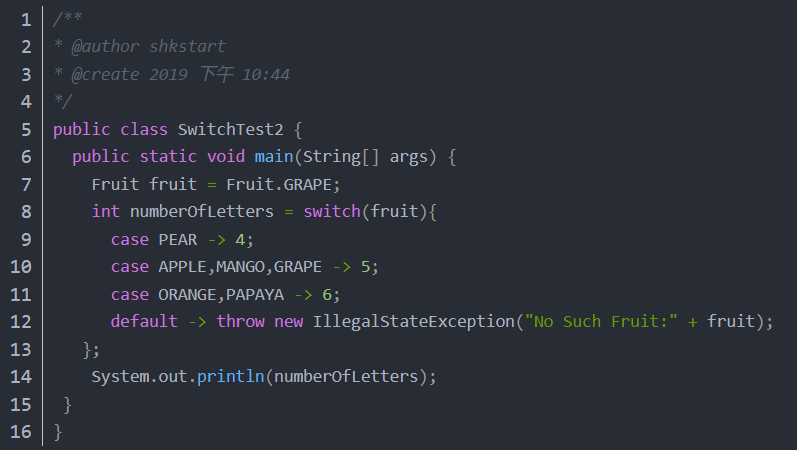 1 /**
2 * @author shkstart
3 * @create 2019 下午 10:44
4 */
5 public class SwitchTest2 {
6 public static void main(String[] args) {
7 Fruit fruit = Fruit.GRAPE;
8 int numberOfLetters = switch(fruit){
9 case PEAR -> 4;
10 case APPLE,MANGO,GRAPE -> 5;
11 case ORANGE,PAPAYA -> 6;
12 default -> throw new IllegalStateException("No Such Fruit:" + fruit);
13 };
14 System.out.println(numberOfLetters);
15 }
16 }